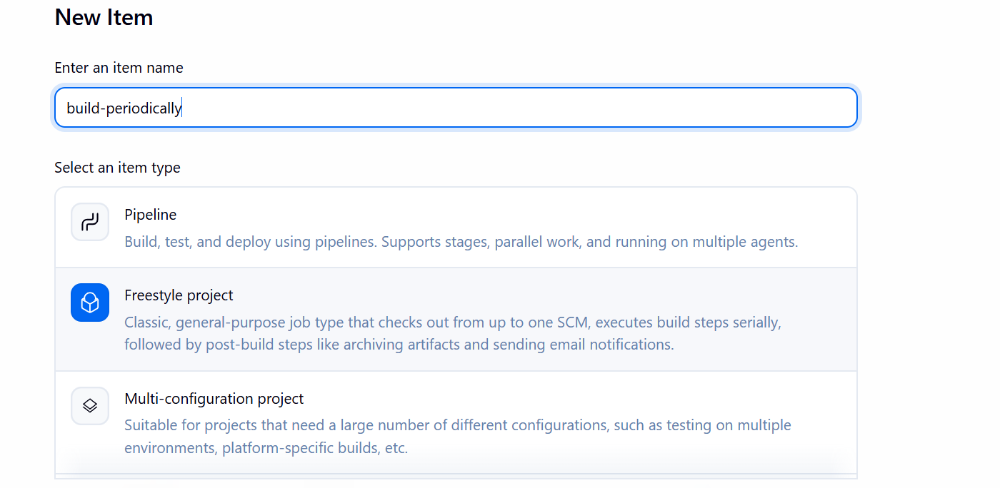 New Item
Enter an item name
build-periodically
Select an item type
Pipeline
Build, test, and deploy using pipelines. Supports stages, parallel work, and running on multiple agents.
Freestyle project
Classic, general-purpose job type that checks out from up to one SCM, executes build steps serially,
followed by post-build steps like archiving artifacts and sending email notifications.
Multi-configuration project
Suitable for projects that need a large number of different configurations, such as testing on multiple
environments, platform-specific builds, etc.